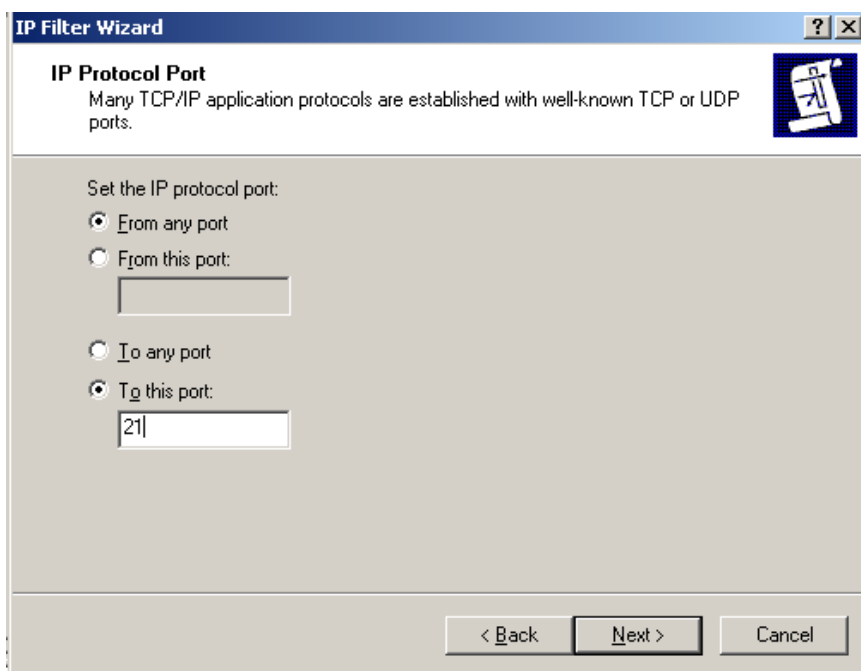 IP Filter Wizard
IP Protocol Port
Many TCP/IP application protocols are established with well-known TCP or UDP
ports.
Set the IP protocol port:
From any port
From this port:
To any port
To this port:
21
< Back
Next >
Cancel